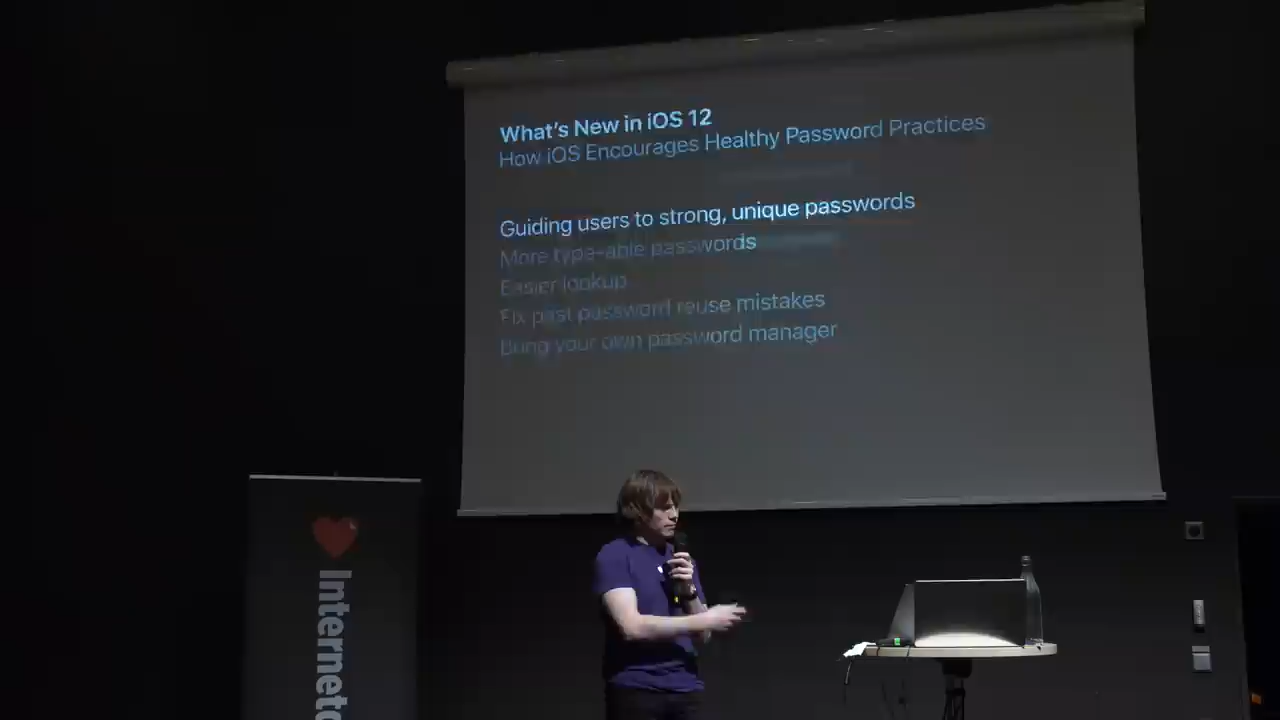 What's New in iOS 12
How iOS Encourages Healthy Password Practices
Guiding users to strong, unique passwords
More type-able passwords
Easier lookup
Fix past password reuse mistakes
Bring your own password manager
Internetd